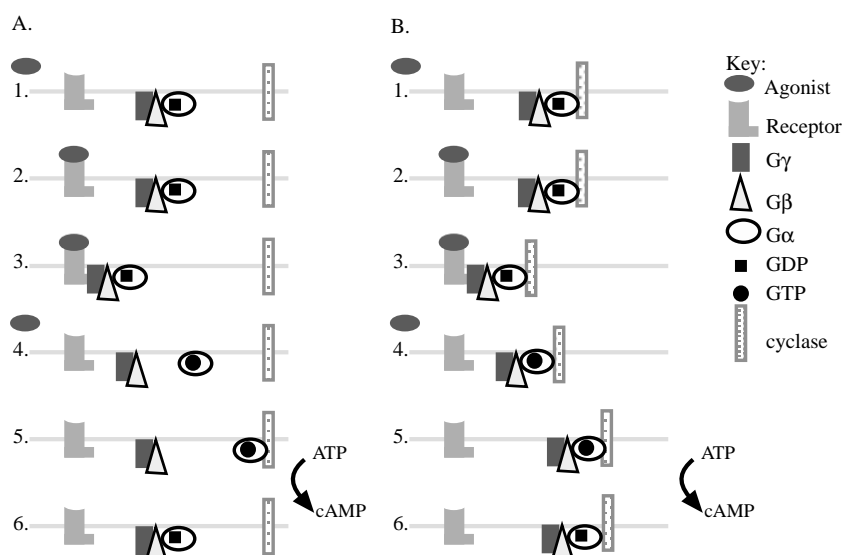 A.
1.
2.
3.
4.
5.
ATP
cAMP
6.
B.
1.
2.
3.
4.
5.
ATP
cAMP
6.
Key:
Agonist
Receptor
Gγ
Gβ
Gα
GDP
GTP
cyclase